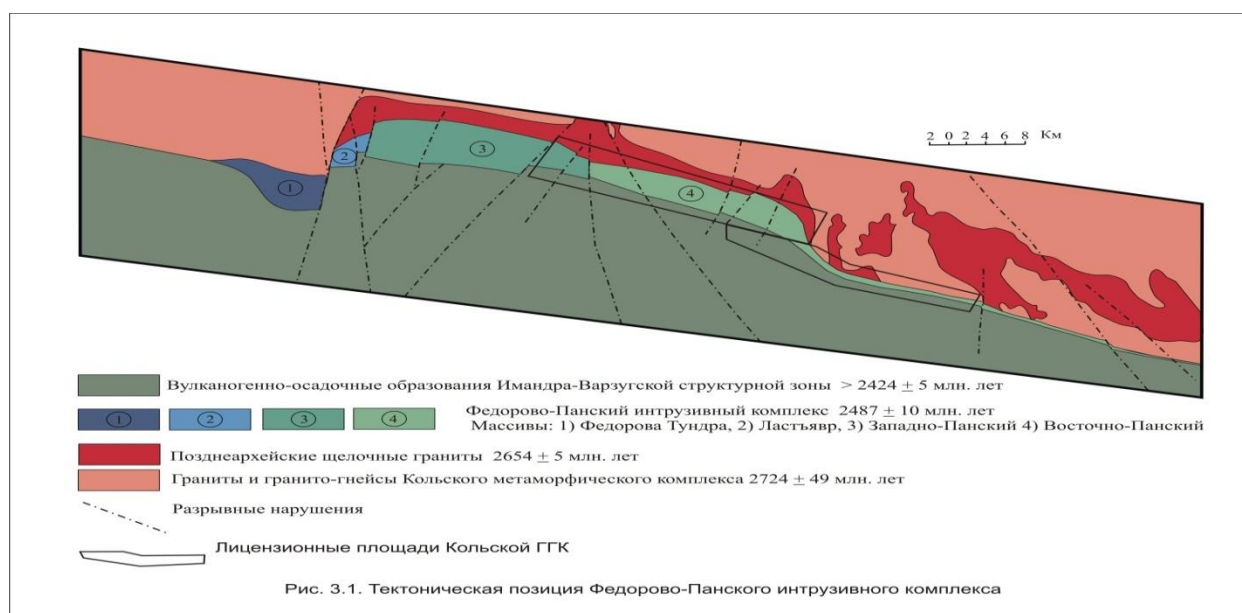 2 0 2 4 6 8 Км
1
2
3
4
Вулканогенно-осадочные образования Имандра-Варзугской структурной зоны > 2424 ± 5 млн. лет
1 2 3 4 Федорово-Панский интрузивный комплекс 2487 ± 10 млн. лет
Массивы: 1) Федорова Тундра, 2) Ластъявр, 3) Западно-Панский 4) Восточно-Панский
Позднеархейские щелочные граниты 2654 ± 5 млн. лет
Граниты и гранито-гнейсы Кольского метаморфического комплекса 2724 ± 49 млн. лет
Разрывные нарушения
Лицензионные площади Кольской ГГК
Рис. 3.1. Тектоническая позиция Федорово-Панского интрузивного комплекса